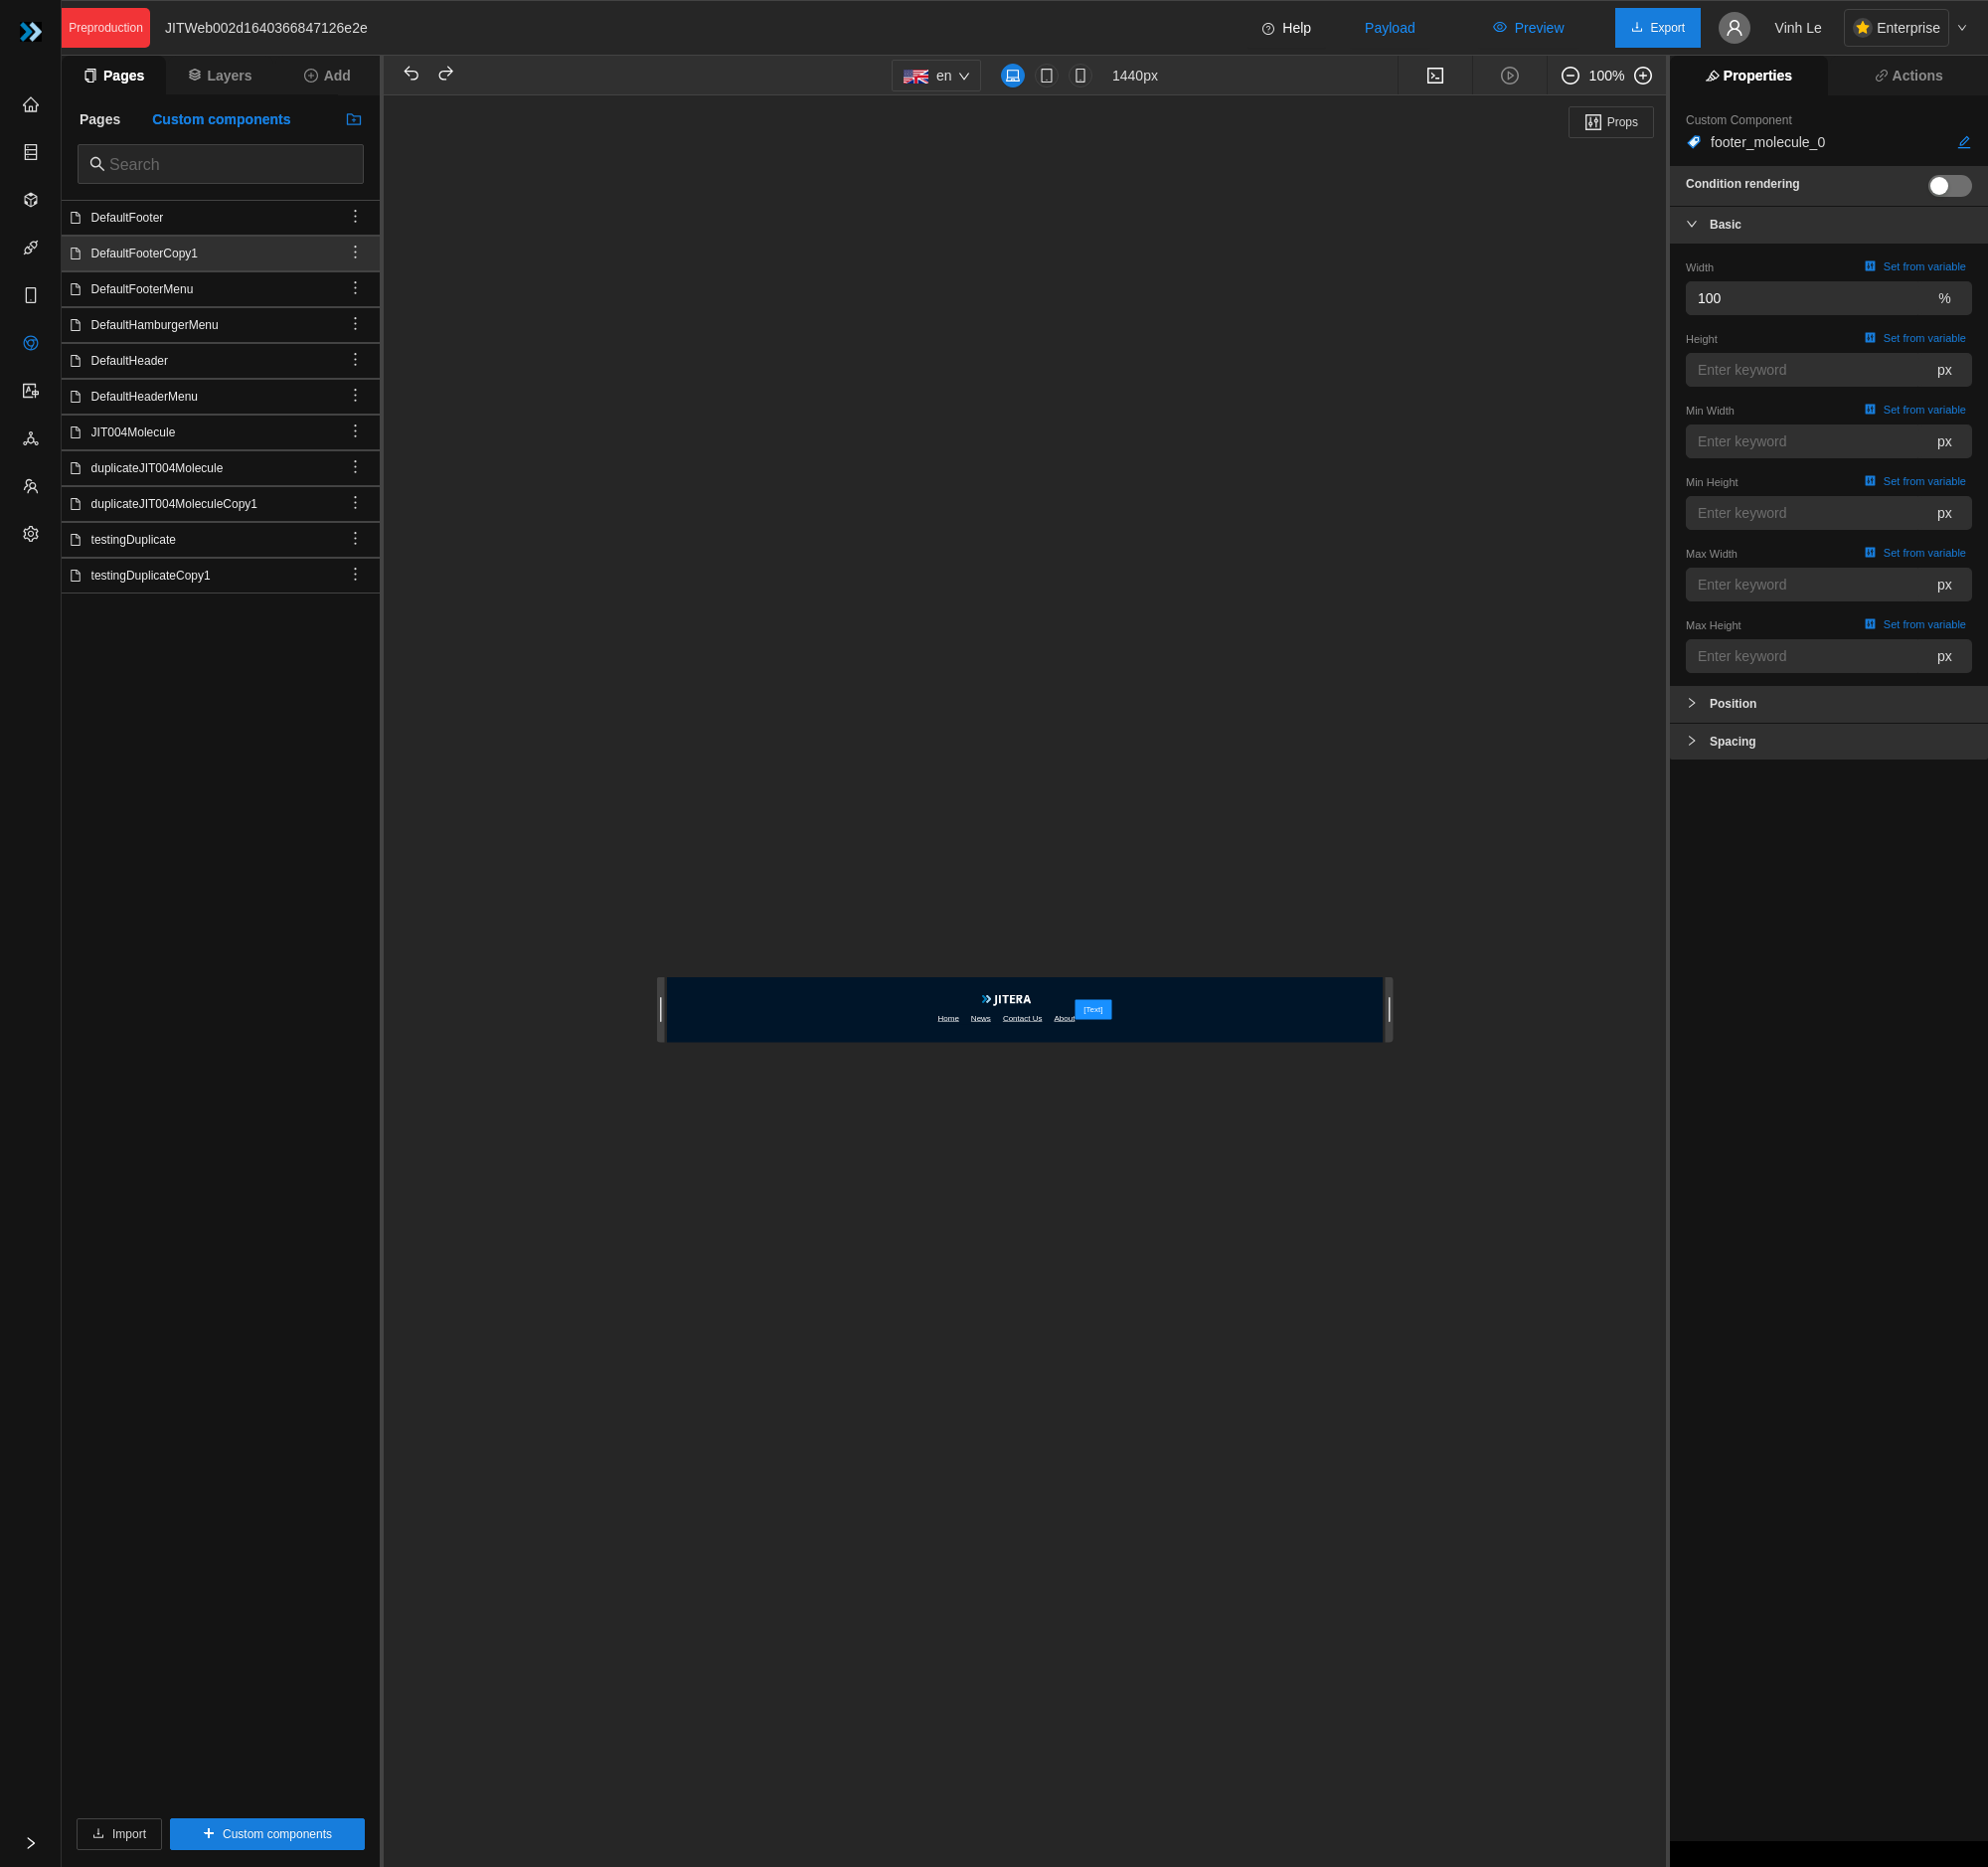 Preproduction
JITWeb002d1640366847126e2e
Help
Payload
Preview
Export
Vinh Le
Enterprise
Pages
Layers
Add
en
1440px
100%
Properties
Actions
Pages
Custom components
Search
DefaultFooter
DefaultFooterCopy1
DefaultFooterMenu
DefaultHamburgerMenu
DefaultHeader
DefaultHeaderMenu
JIT004Molecule
duplicateJIT004Molecule
duplicateJIT004MoleculeCopy1
testingDuplicate
testingDuplicateCopy1
Import
Custom components
Props
JITERA
Home News Contact Us About
[Text]
Custom Component
footer_molecule_0
Condition rendering
Basic
Width Set from variable
100 %
Height Set from variable
Enter keyword px
Min Width Set from variable
Enter keyword px
Min Height Set from variable
Enter keyword px
Max Width Set from variable
Enter keyword px
Max Height Set from variable
Enter keyword px
Position
Spacing